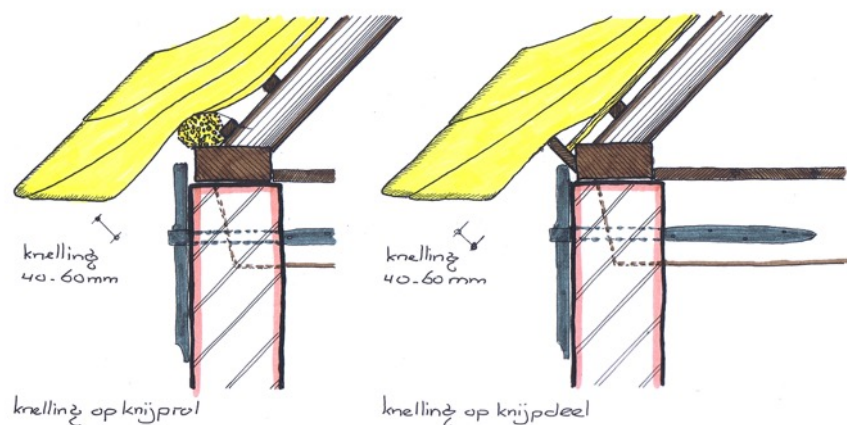 knelling
40-60mm
knelling op knijprol
knelling
40-60mm
knelling op knijpdeel